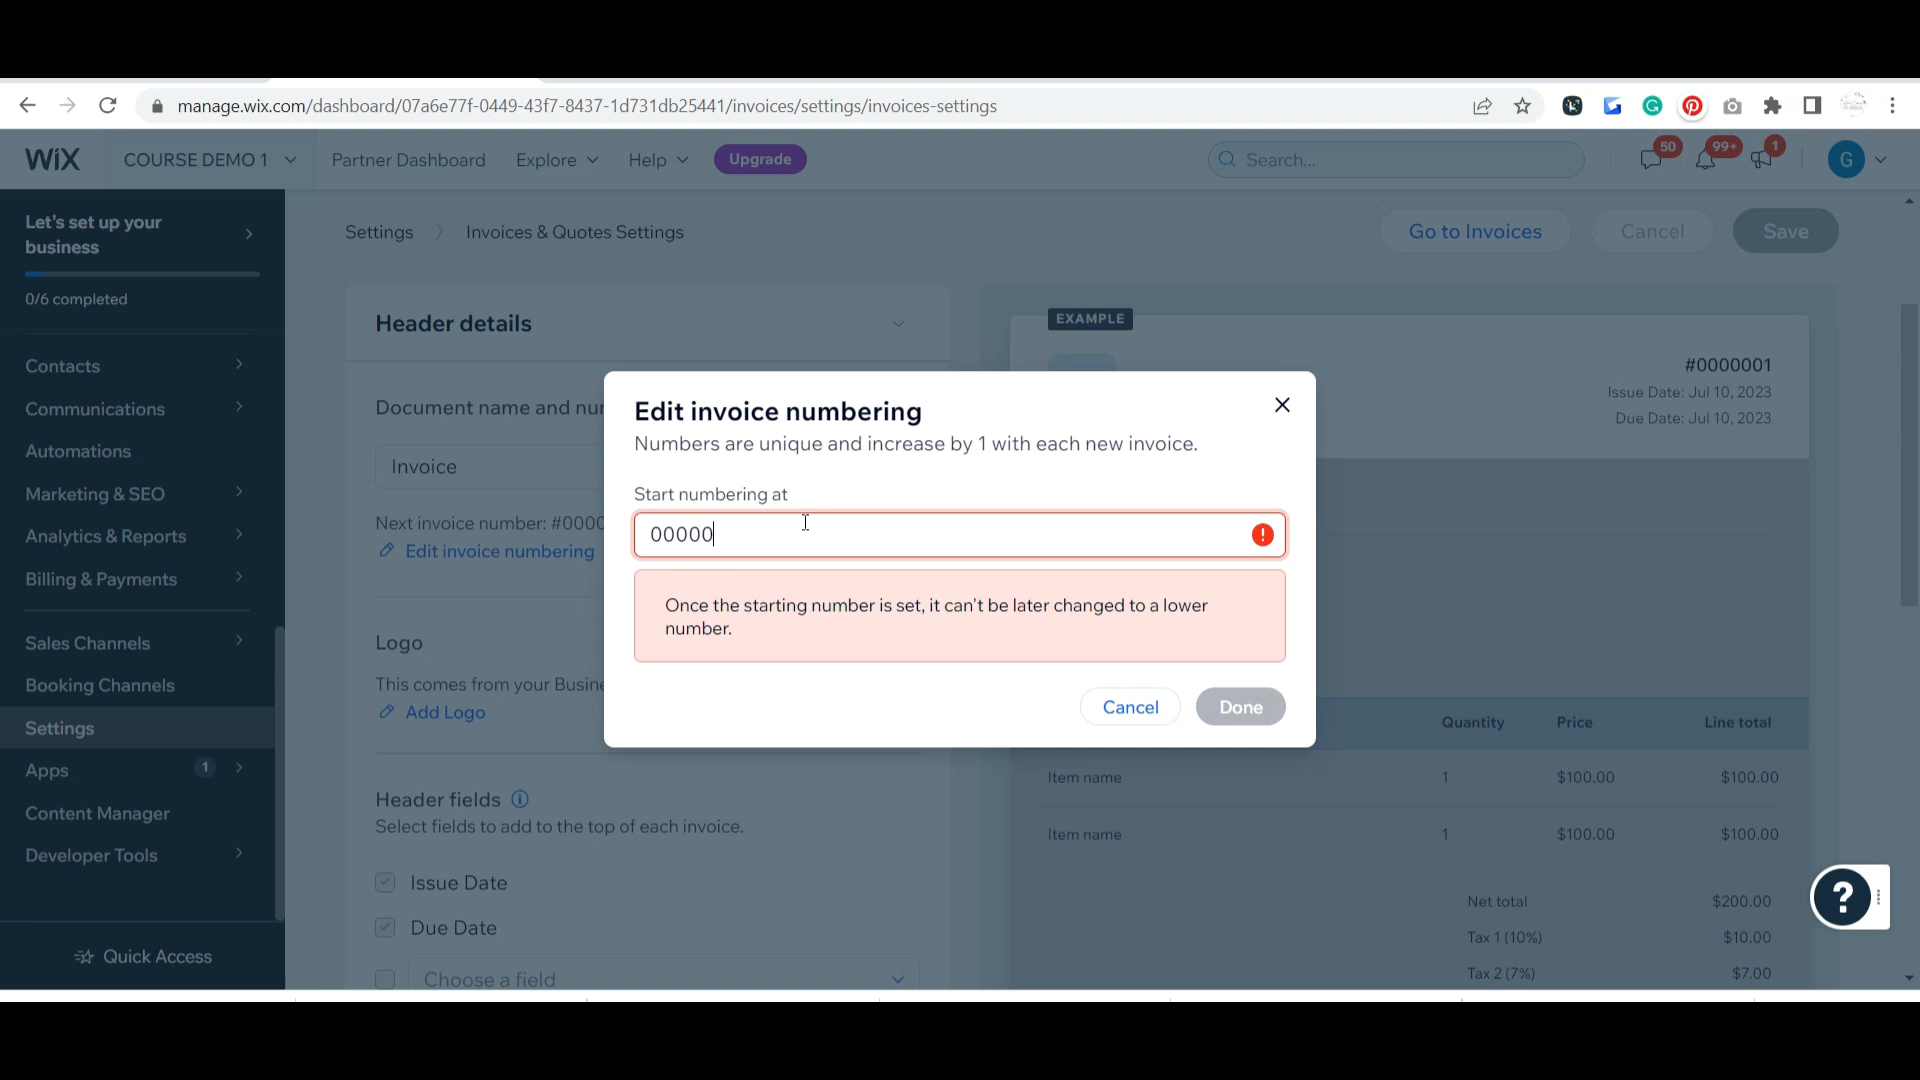 manage.wix.com/dashboard/07a6e77f-0449-43f7-8437-1d731db25441/invoices/settings/invoices-settings
WIX
COURSE DEMO 1
Partner Dashboard
Explore
Help
Upgrade
Search...
50
99+
1
G
Let's set up your
business
0/6 completed
Contacts
Communications
Automations
Marketing & SEO
Analytics & Reports
Billing & Payments
Sales Channels
Booking Channels
Settings
Apps
1
Content Manager
Developer Tools
Quick Access
Settings
Invoices & Quotes Settings
Go to Invoices
Cancel
Save
Header details
Document name and nu
Invoice
Next invoice number: #0000
Edit invoice numbering
Logo
This comes from your Busine
Add Logo
Header fields
Select fields to add to the top of each invoice.
Issue Date
Due Date
Choose a field
Edit invoice numbering
Numbers are unique and increase by 1 with each new invoice.
Start numbering at
00000
Once the starting number is set, it can't be later changed to a lower
number.
Cancel
Done
EXAMPLE
#0000001
Issue Date: Jul 10, 2023
Due Date: Jul 10, 2023
Quantity Price Line total
Item name 1 $100.00 $100.00
Item name 1 $100.00 $100.00
Net total $200.00
Tax 1 (10%) $10.00
Tax 2 (7%) $7.00
?